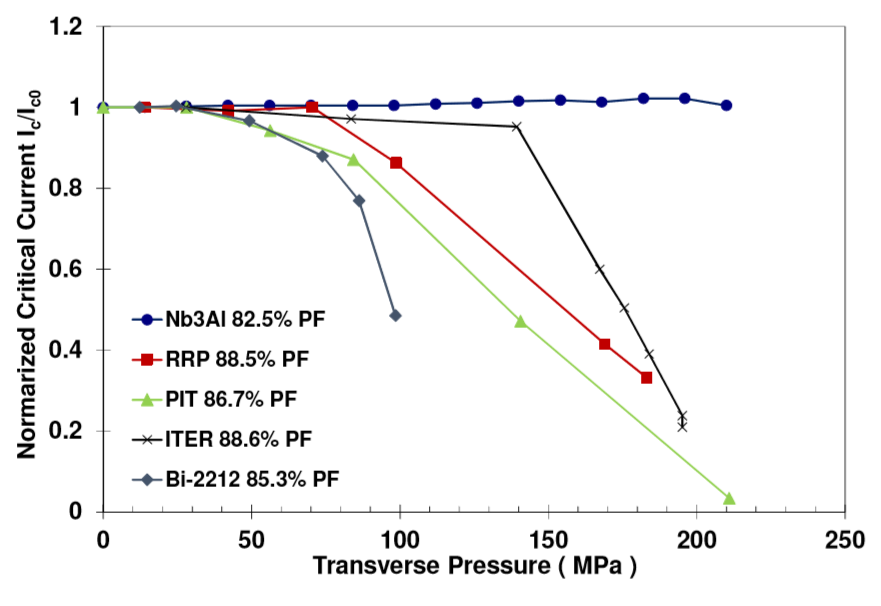 Normarized Critical Current Ic/Ic0
1.2
1
0.8
0.6
0.4
0.2
0
Nb3Al 82.5% PF
RRP 88.5% PF
PIT 86.7% PF
ITER 88.6% PF
Bi-2212 85.3% PF
0 50 100 150 200 250
Transverse Pressure ( MPa )